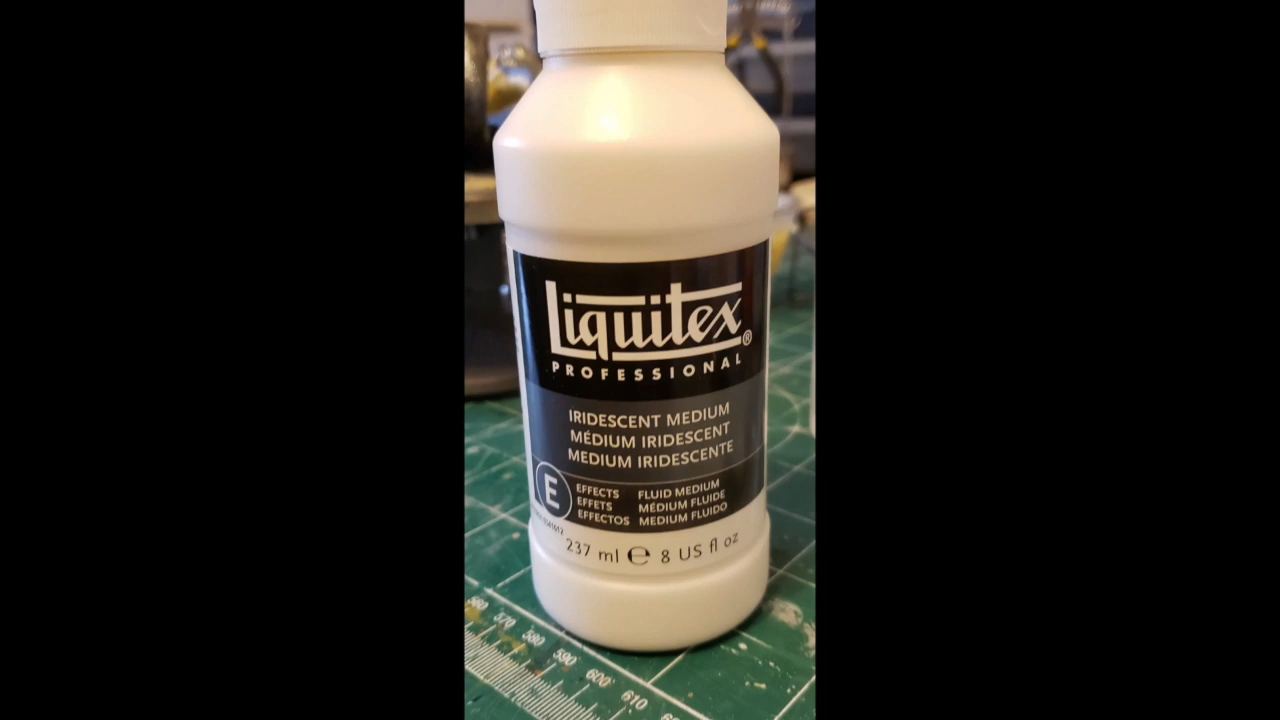 Liquitex®
PROFESSIONAL
IRIDESCENT MEDIUM
MÉDIUM IRIDESCENT
MEDIUM IRIDESCENTE
E
EFFECTS FLUID MEDIUM
EFFETS MÉDIUM FLUIDE
EFECTOS MEDIUM FLUIDO
237 ml ℮ 8 US fl oz
560 570 580 590 600 610